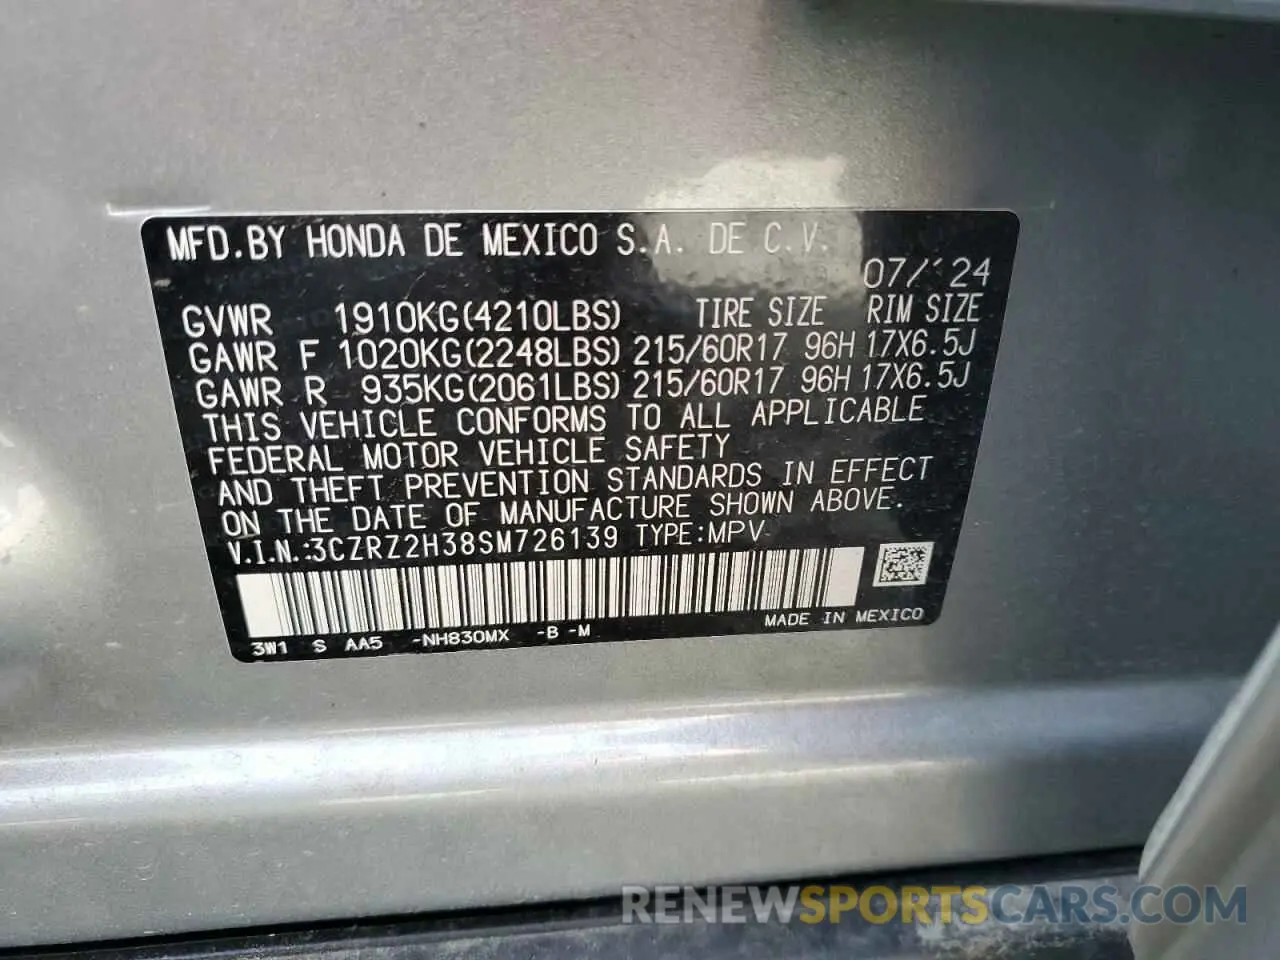 MFD.BY HONDA DE MEXICO S.A. DE C.V.
07/'24
GVWR 1910KG(4210LBS) TIRE SIZE RIM SIZE
GAWR F 1020KG(2248LBS) 215/60R17 96H 17X6.5J
GAWR R 935KG(2061LBS) 215/60R17 96H 17X6.5J
THIS VEHICLE CONFORMS TO ALL APPLICABLE
FEDERAL MOTOR VEHICLE SAFETY
AND THEFT PREVENTION STANDARDS IN EFFECT
ON THE DATE OF MANUFACTURE SHOWN ABOVE.
V.I.N.:3CZRZ2H38SM726139 TYPE:MPV
MADE IN MEXICO
3W1 S AA5 -NH830MX -B -M
RENEWSPORTSCARS.COM